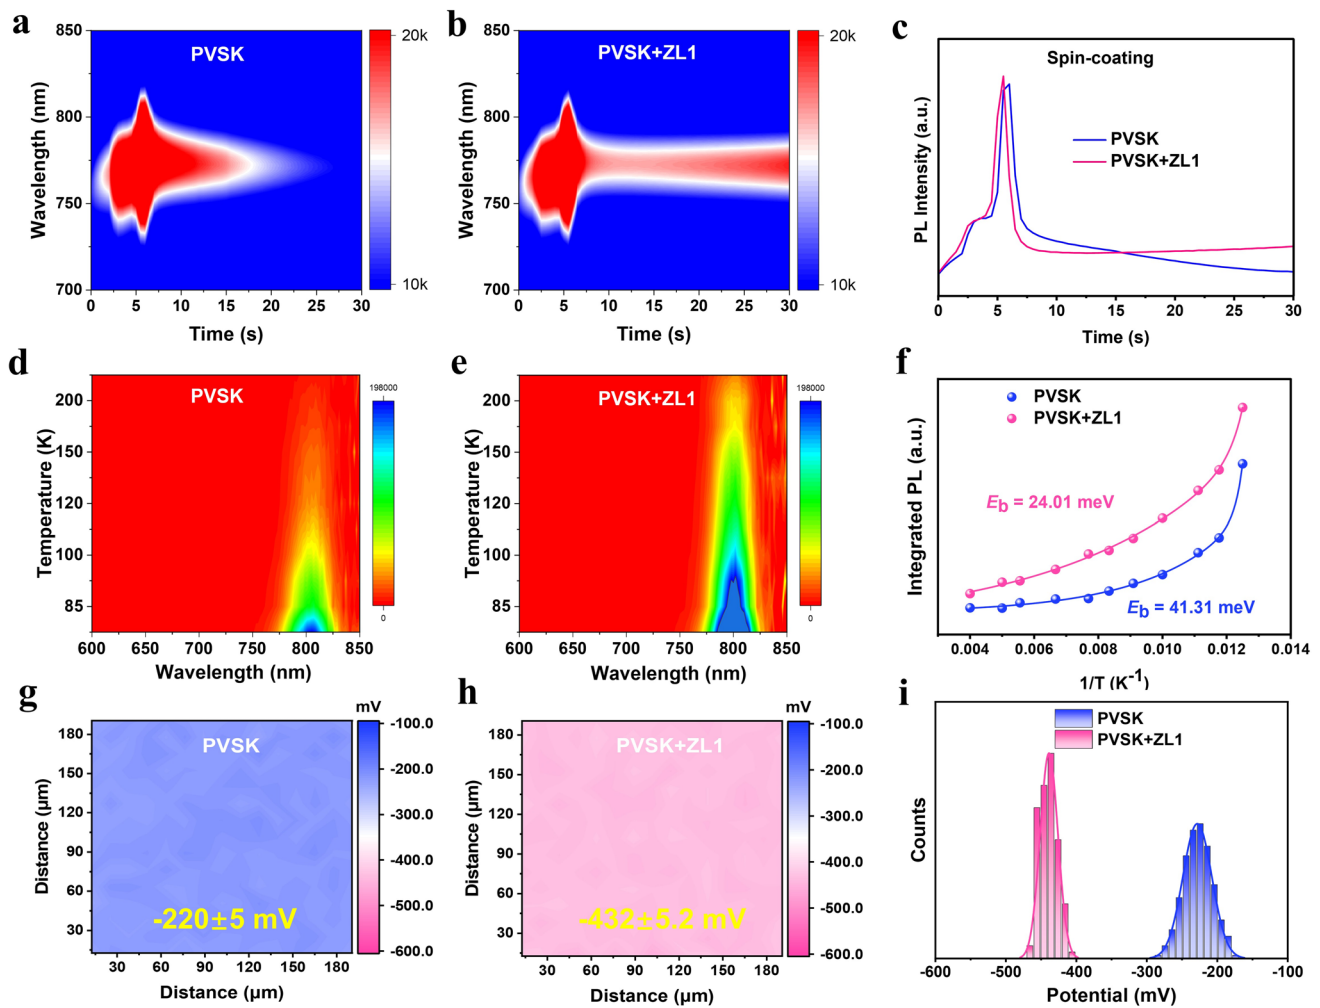 a
850
800
750
700
Wavelength (nm)
PVSK
0 5 10 15 20 25 30
Time (s)
20k
10k
b
850
800
750
700
Wavelength (nm)
PVSK+ZL1
0 5 10 15 20 25 30
Time (s)
20k
10k
c
PL Intensity (a.u.)
Spin-coating
PVSK
PVSK+ZL1
0 5 10 15 20 25 30
Time (s)
d
200
150
120
100
85
Temperature (K)
PVSK
600 650 700 750 800 850
Wavelength (nm)
198000
0
e
200
150
120
100
85
Temperature (K)
PVSK+ZL1
600 650 700 750 800 850
Wavelength (nm)
198000
0
f
Integrated PL (a.u.)
PVSK
PVSK+ZL1
Eb = 24.01 meV
Eb = 41.31 meV
0.004 0.006 0.008 0.010 0.012 0.014
1/T (K-1)
g
180
150
120
90
60
30
Distance (μm)
PVSK
-220±5 mV
30 60 90 120 150 180
Distance (μm)
mV
-100.0
-200.0
-300.0
-400.0
-500.0
-600.0
h
180
150
120
90
60
30
Distance (μm)
PVSK+ZL1
-432±5.2 mV
30 60 90 120 150 180
Distance (μm)
mV
-100.0
-200.0
-300.0
-400.0
-500.0
-600.0
i
Counts
PVSK
PVSK+ZL1
-600 -500 -400 -300 -200 -100
Potential (mV)